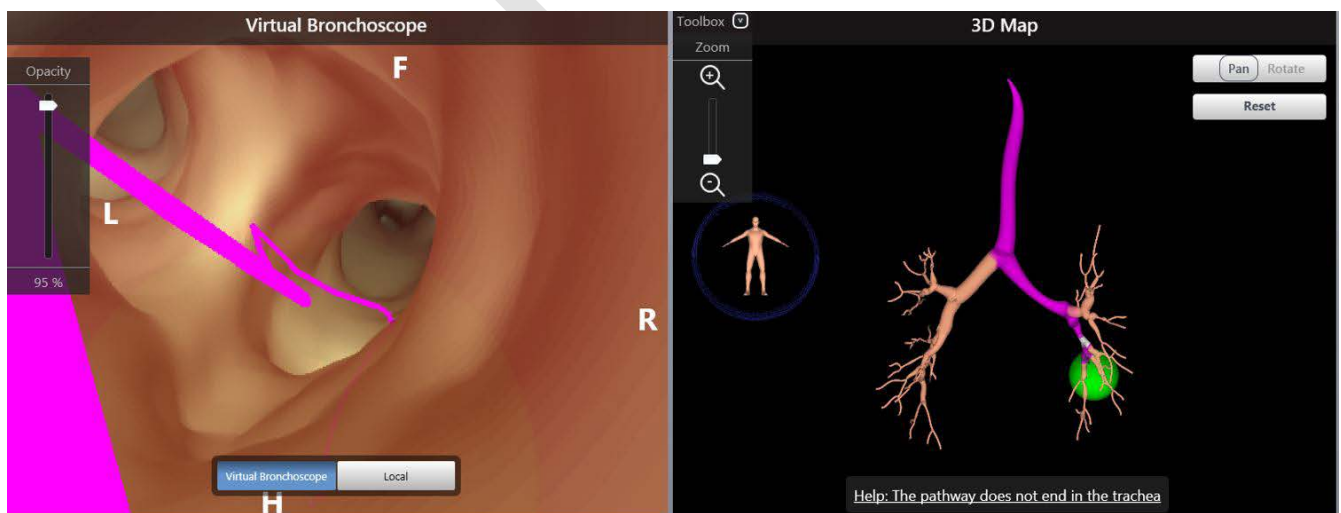 Virtual Bronchoscope
Opacity
F
L
R
95 %
Virtual Bronchoscope
Local
H
Toolbox
3D Map
Zoom
Pan
Rotate
Reset
Help: The pathway does not end in the trachea